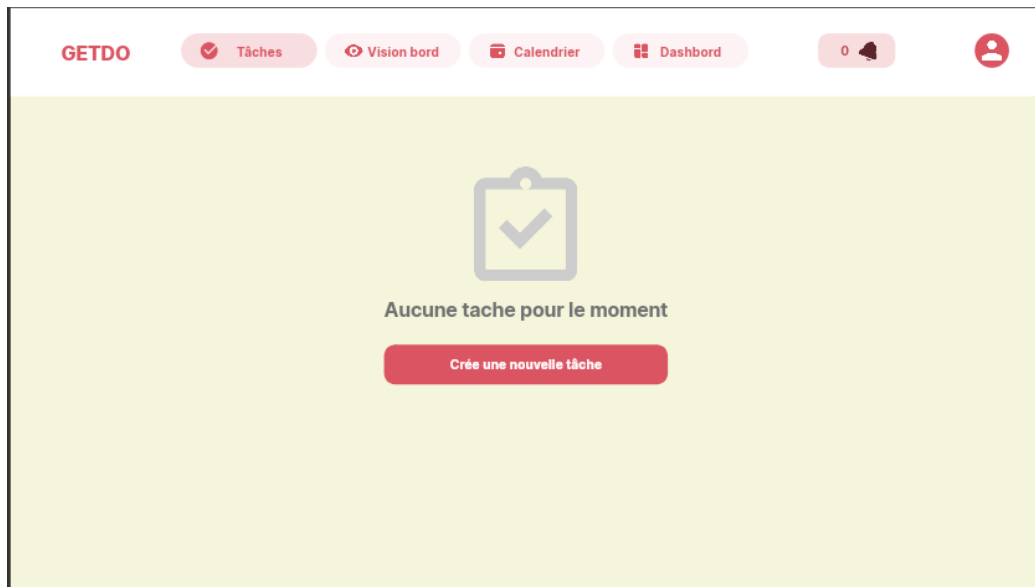 GETDO
Tâches
Vision bord
Calendrier
Dashbord
0
Aucune tache pour le moment
Crée une nouvelle tâche